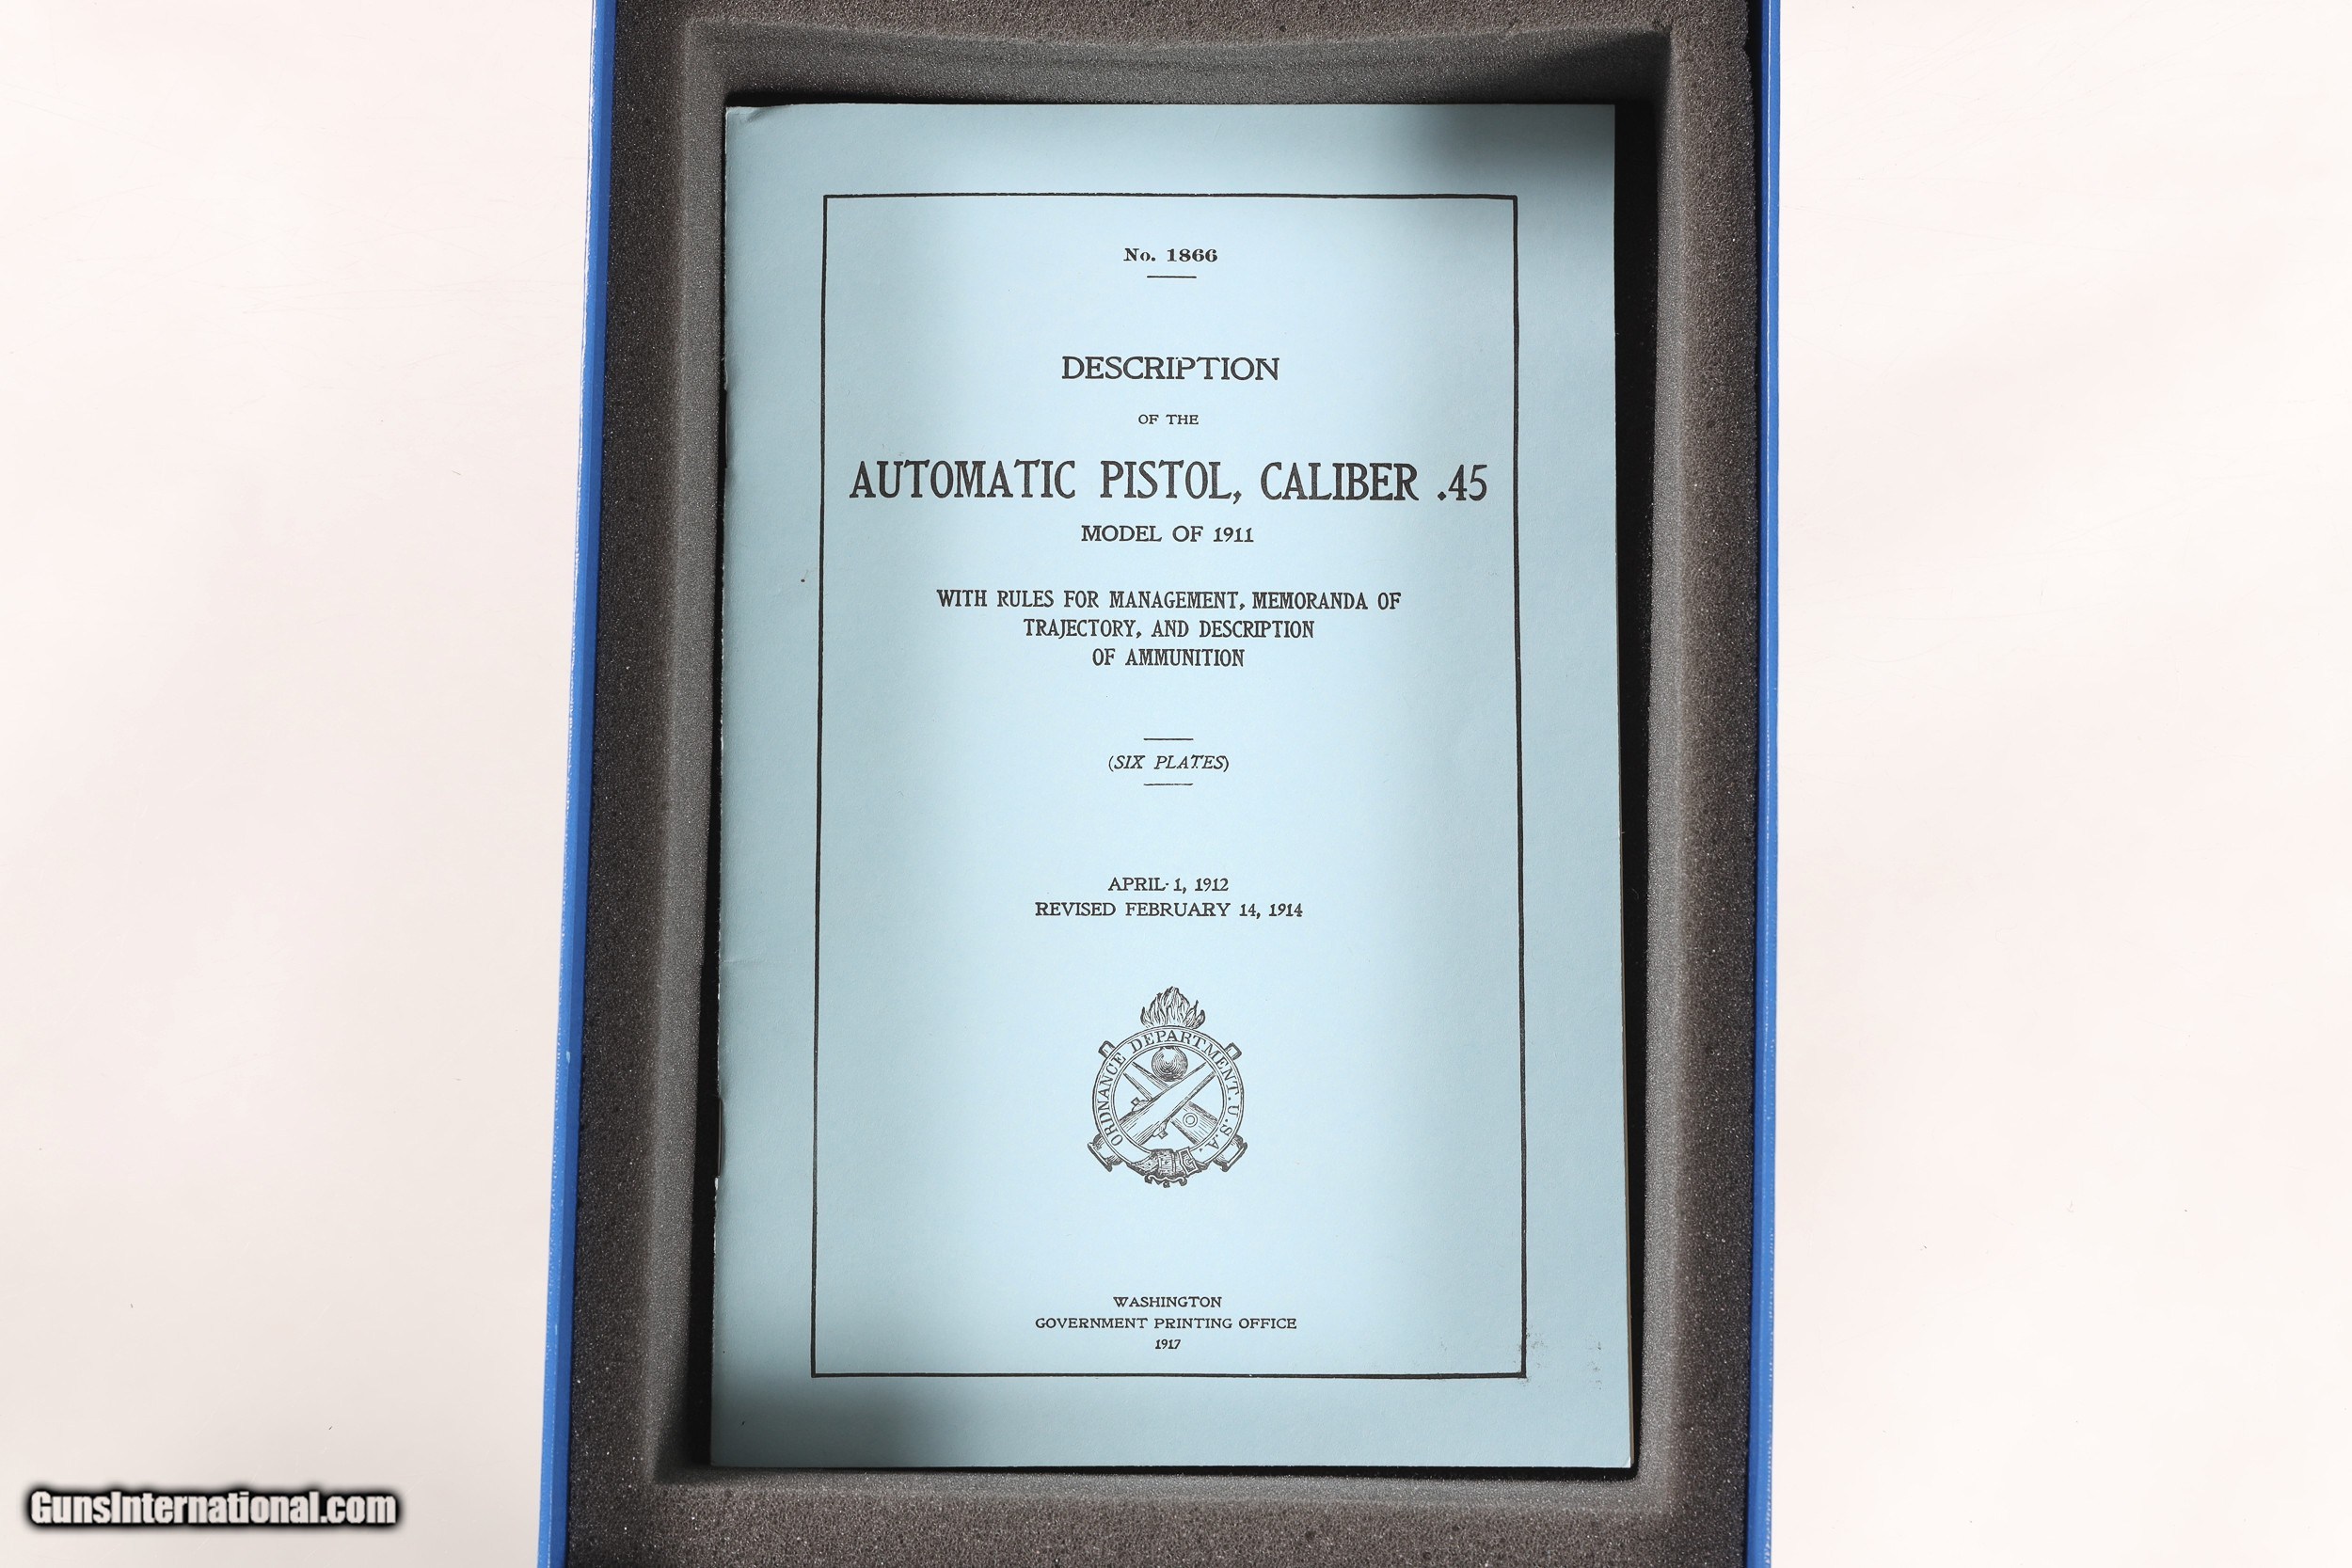 No. 1866
DESCRIPTION
OF THE
AUTOMATIC PISTOL, CALIBER .45
MODEL OF 1911
WITH RULES FOR MANAGEMENT, MEMORANDA OF
TRAJECTORY, AND DESCRIPTION
OF AMMUNITION
(SIX PLATES)
APRIL 1, 1912
REVISED FEBRUARY 14, 1914
ORDNANCE DEPARTMENT. U.S.A.
WASHINGTON
GOVERNMENT PRINTING OFFICE
1917
GunsInternational.com